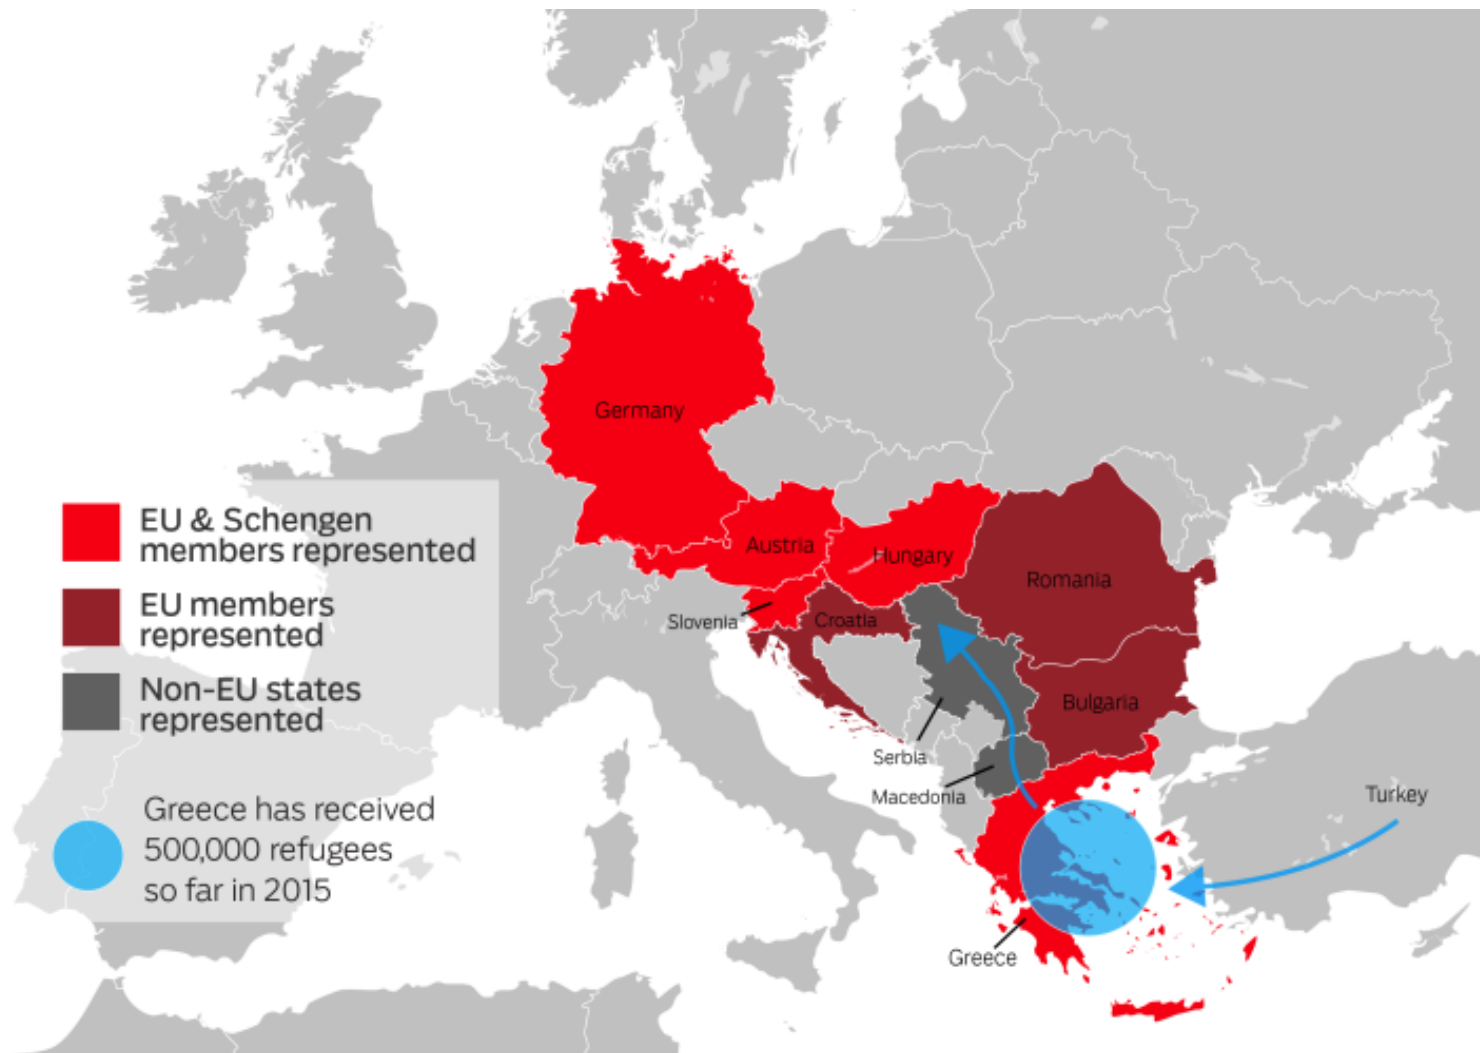 Germany
EU & Schengen
members represented
Austria
Hungary
Romania
EU members
represented
Slovenia
Croatia
Non-EU states
represented
Bulgaria
Serbia
Macedonia
Turkey
Greece has received
500,000 refugees
so far in 2015
Greece